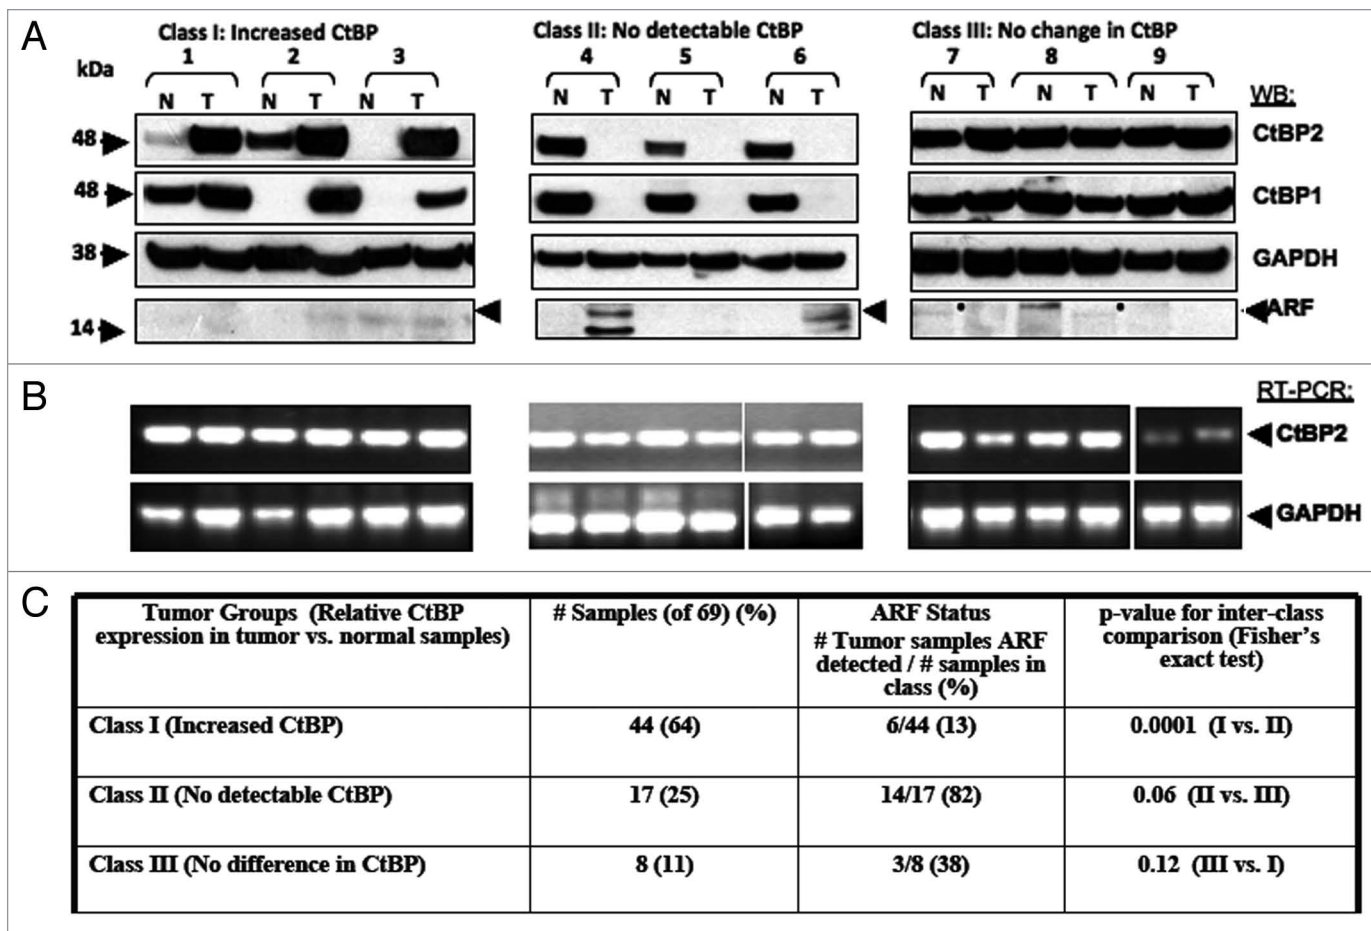 A
Class I: Increased CtBP
Class II: No detectable CtBP
Class III: No change in CtBP
kDa
1 2 3
4 5 6
7 8 9
N T N T N T
N T N T N T
N T N T N T
WB:
48
CtBP2
48
CtBP1
38
GAPDH
14
ARF
B
RT-PCR:
CtBP2
GAPDH
C
Tumor Groups (Relative CtBP
expression in tumor vs. normal samples)
# Samples (of 69) (%)
ARF Status
# Tumor samples ARF
detected / # samples in
class (%)
p-value for inter-class
comparison (Fisher's
exact test)
Class I (Increased CtBP)
44 (64)
6/44 (13)
0.0001 (I vs. II)
Class II (No detectable CtBP)
17 (25)
14/17 (82)
0.06 (II vs. III)
Class III (No difference in CtBP)
8 (11)
3/8 (38)
0.12 (III vs. I)